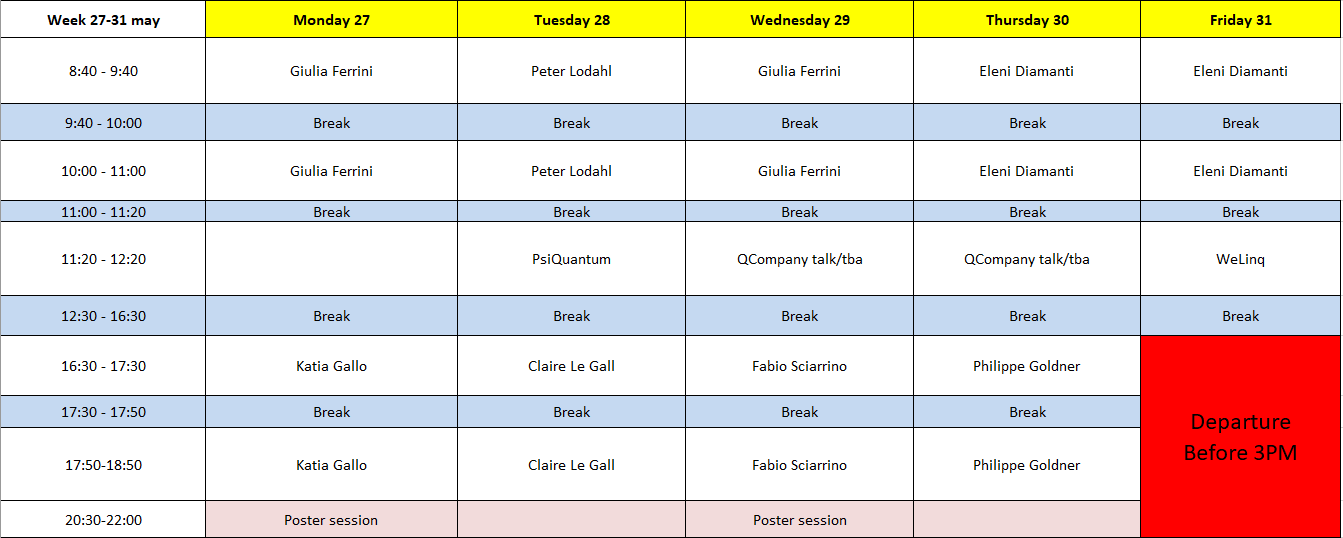 Week 27-31 may Monday 27 Tuesday 28 Wednesday 29 Thursday 30 Friday 31
8:40 - 9:40 Giulia Ferrini Peter Lodahl Giulia Ferrini Eleni Diamanti Eleni Diamanti
9:40 - 10:00 Break Break Break Break Break
10:00 - 11:00 Giulia Ferrini Peter Lodahl Giulia Ferrini Eleni Diamanti Eleni Diamanti
11:00 - 11:20 Break Break Break Break Break
11:20 - 12:20 PsiQuantum QCompany talk/tba QCompany talk/tba WeLinq
12:30 - 16:30 Break Break Break Break Break
16:30 - 17:30 Katia Gallo Claire Le Gall Fabio Sciarrino Philippe Goldner
17:30 - 17:50 Break Break Break Break
Departure
Before 3PM
17:50-18:50 Katia Gallo Claire Le Gall Fabio Sciarrino Philippe Goldner
20:30-22:00 Poster session Poster session